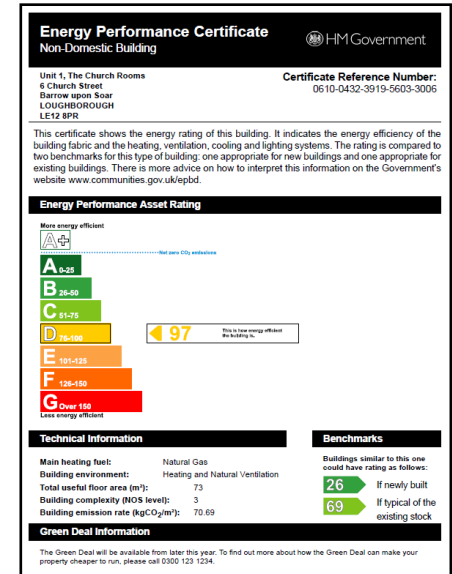 Energy Performance Certificate
Non-Domestic Building
HM Government
Unit 1, The Church Rooms
6 Church Street
Barrow upon Soar
LOUGHBOROUGH
LE12 8PR
Certificate Reference Number:
0610-0432-3919-5603-3006
This certificate shows the energy rating of this building. It indicates the energy efficiency of the
building fabric and the heating, ventilation, cooling and lighting systems. The rating is compared to
two benchmarks for this type of building: one appropriate for new buildings and one appropriate for
existing buildings. There is more advice on how to interpret this information on the Government's
website www.communities.gov.uk/epbd.
Energy Performance Asset Rating
More energy efficient
A+
Net zero CO₂ emissions
A 0-25
B 26-50
C 51-75
D 76-100
97
This is how energy efficient
the building is.
E 101-125
F 126-150
G Over 150
Less energy efficient
Technical Information
Main heating fuel: Natural Gas
Building environment: Heating and Natural Ventilation
Total useful floor area (m²): 73
Building complexity (NOS level): 3
Building emission rate (kgCO₂/m²): 70.69
Benchmarks
Buildings similar to this one
could have rating as follows:
26 If newly built
69 If typical of the
existing stock
Green Deal Information
The Green Deal will be available from later this year. To find out more about how the Green Deal can make your
property cheaper to run, please call 0300 123 1234.